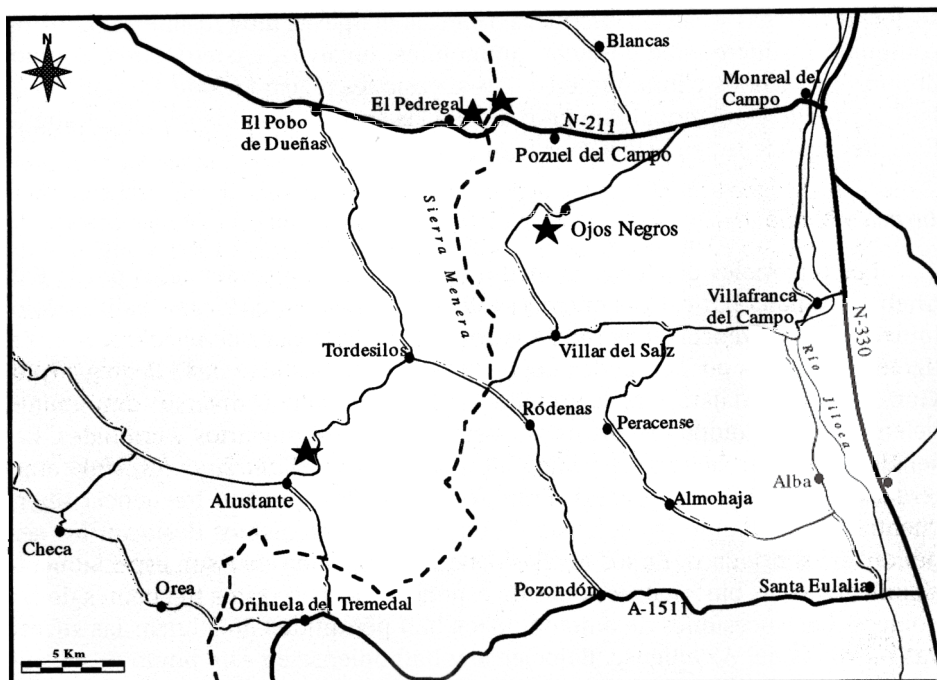 N
Blancas
Monreal del
Campo
El Pedregal
El Pobo
de Dueñas
N-211
Pozuel del Campo
Sierra Menera
Ojos Negros
Villafranca
del Campo
N-330
Tordesilos
Villar del Salz
Río Jiloca
Ródenas
Peracense
Alustante
Alba
Almohaja
Checa
Orea
Orihuela del Tremedal
Pozondón
A-1511
Santa Eulalia
5 Km